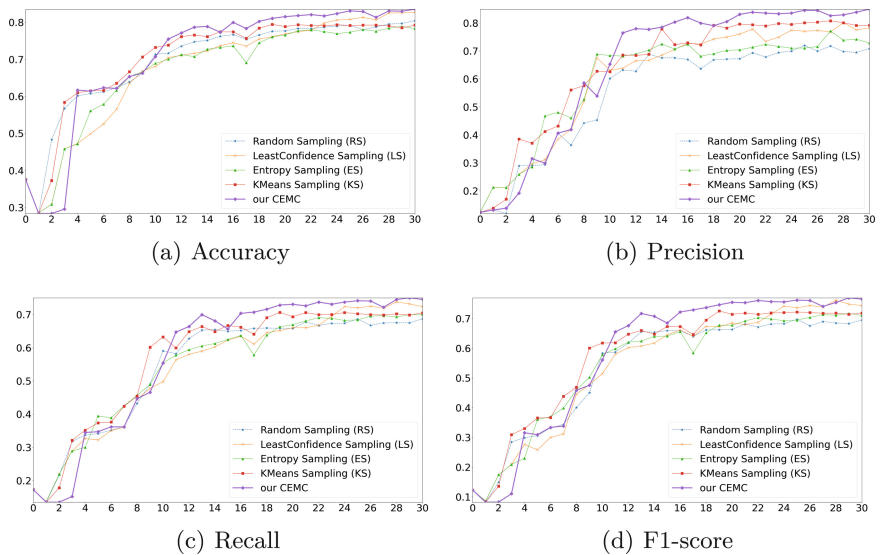 0.8
0.7
0.6
0.5
0.4
0.3
0 2 4 6 8 10 12 14 16 18 20 22 24 26 28 30
Random Sampling (RS)
LeastConfidence Sampling (LS)
Entropy Sampling (ES)
KMeans Sampling (KS)
our CEMC
(a) Accuracy
0.8
0.7
0.6
0.5
0.4
0.3
0.2
0 2 4 6 8 10 12 14 16 18 20 22 24 26 28 30
Random Sampling (RS)
LeastConfidence Sampling (LS)
Entropy Sampling (ES)
KMeans Sampling (KS)
our CEMC
(b) Precision
0.7
0.6
0.5
0.4
0.3
0.2
0 2 4 6 8 10 12 14 16 18 20 22 24 26 28 30
Random Sampling (RS)
LeastConfidence Sampling (LS)
Entropy Sampling (ES)
KMeans Sampling (KS)
our CEMC
(c) Recall
0.7
0.6
0.5
0.4
0.3
0.2
0.1
0 2 4 6 8 10 12 14 16 18 20 22 24 26 28 30
Random Sampling (RS)
LeastConfidence Sampling (LS)
Entropy Sampling (ES)
KMeans Sampling (KS)
our CEMC
(d) F1-score